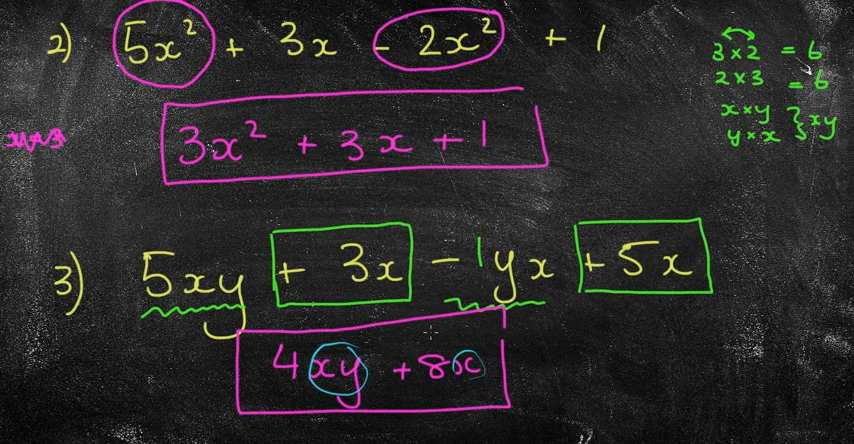 2) 5x² + 3x - 2x² + 1
3x² + 3x + 1
3 × 2 = 6
2 × 3 = 6
x × y
y × x } xy
3) 5xy + 3x - 1yx + 5x
4xy + 8x